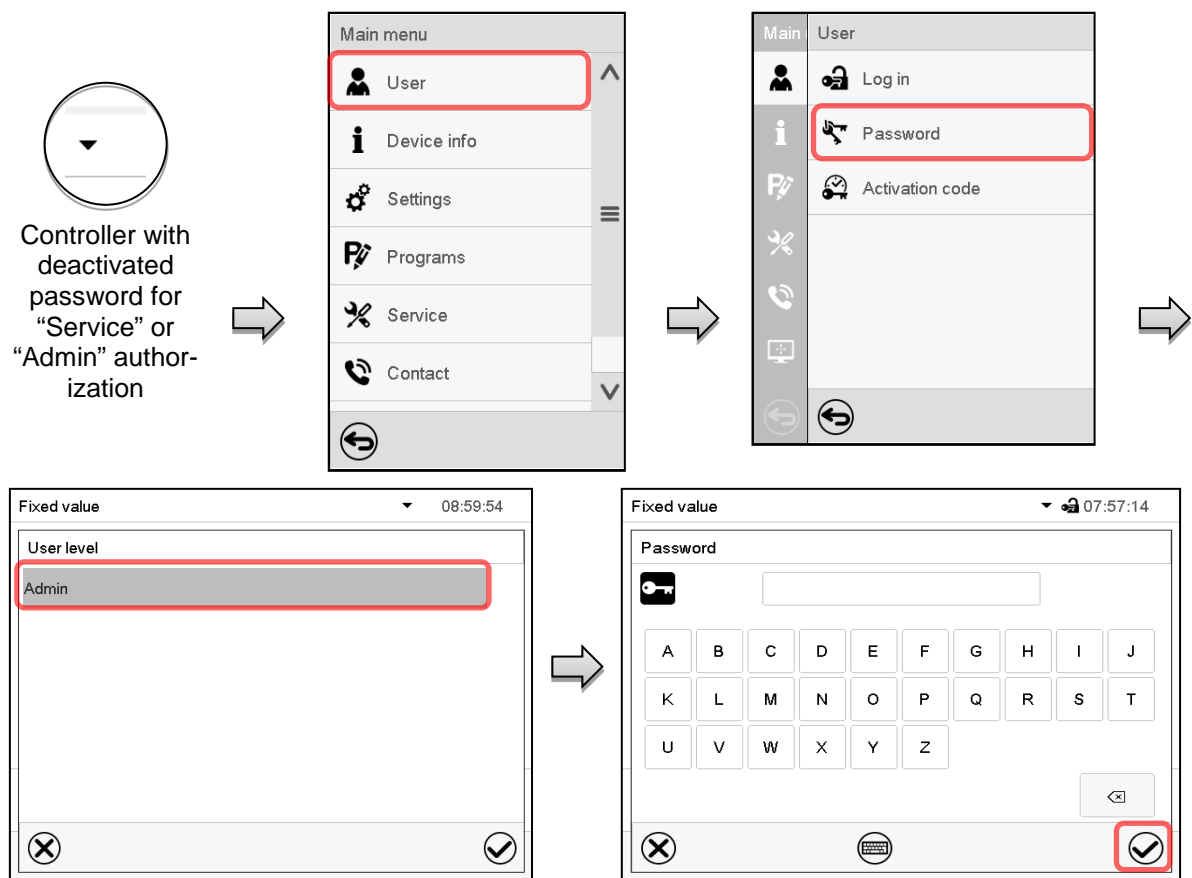 Controller with
deactivated
password for
“Service” or
“Admin” author-
ization
Main menu
User
Device info
Settings
Programs
Service
Contact
Main
User
Log in
Password
Activation code
Fixed value 08:59:54
User level
Admin
Fixed value 07:57:14
Password
A B C D E F G H I J
K L M N O P Q R S T
U V W X Y Z